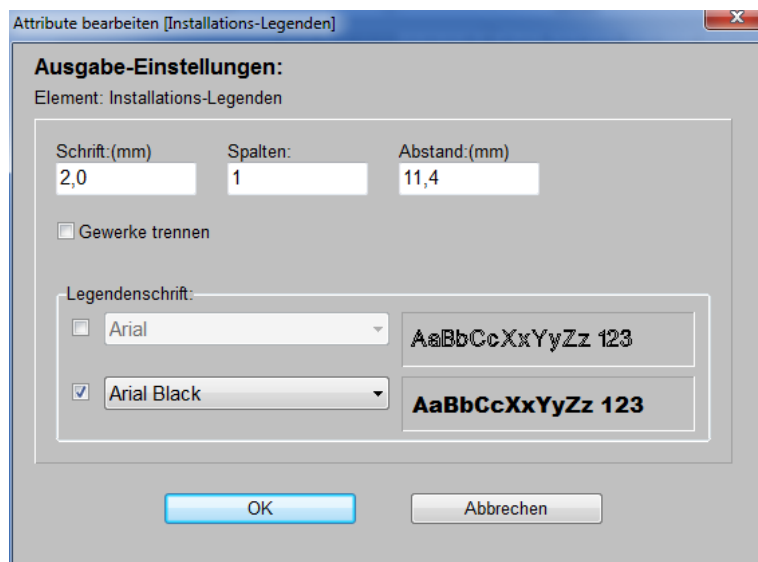 Attribute bearbeiten [Installations-Legenden]
Ausgabe-Einstellungen:
Element: Installations-Legenden
Schrift:(mm) Spalten: Abstand:(mm)
2,0 1 11,4
Gewerke trennen
Legendenschrift:
Arial AaBbCcXxYyZz 123
Arial Black AaBbCcXxYyZz 123
OK Abbrechen